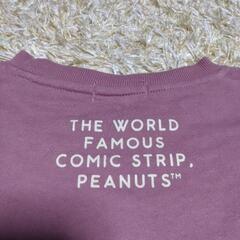 THE WORLD
FAMOUS
COMIC STRIP,
PEANUTS™